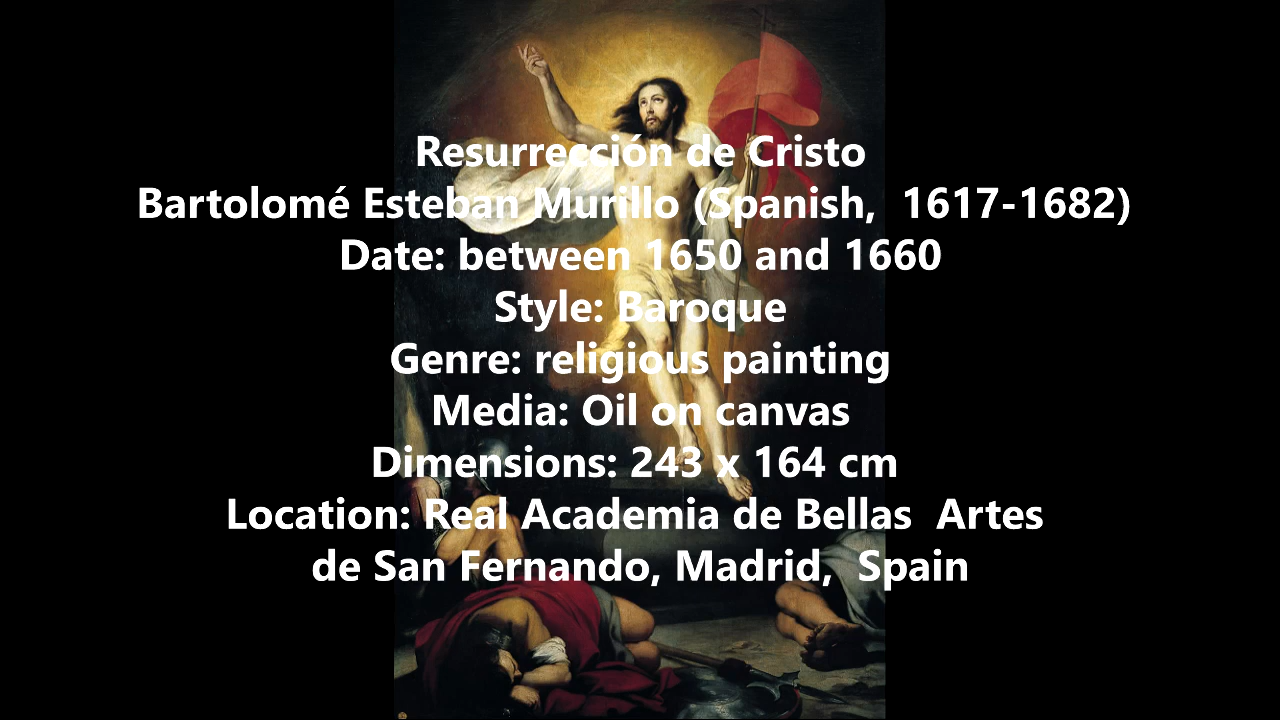 Resurrección de Cristo
Bartolomé Esteban Murillo (Spanish, 1617-1682)
Date: between 1650 and 1660
Style: Baroque
Genre: religious painting
Media: Oil on canvas
Dimensions: 243 x 164 cm
Location: Real Academia de Bellas Artes
de San Fernando, Madrid, Spain